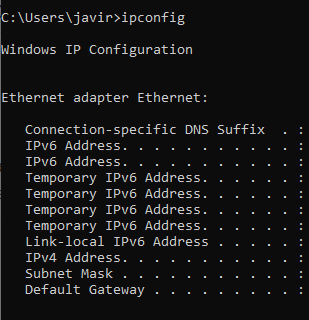 C:\Users\javir>ipconfig
Windows IP Configuration
Ethernet adapter Ethernet:
Connection-specific DNS Suffix . :
IPv6 Address. . . . . . . . . . . :
IPv6 Address. . . . . . . . . . . :
Temporary IPv6 Address. . . . . . :
Temporary IPv6 Address. . . . . . :
Temporary IPv6 Address. . . . . . :
Temporary IPv6 Address. . . . . . :
Link-local IPv6 Address . . . . . :
IPv4 Address. . . . . . . . . . . :
Subnet Mask . . . . . . . . . . . :
Default Gateway . . . . . . . . . :